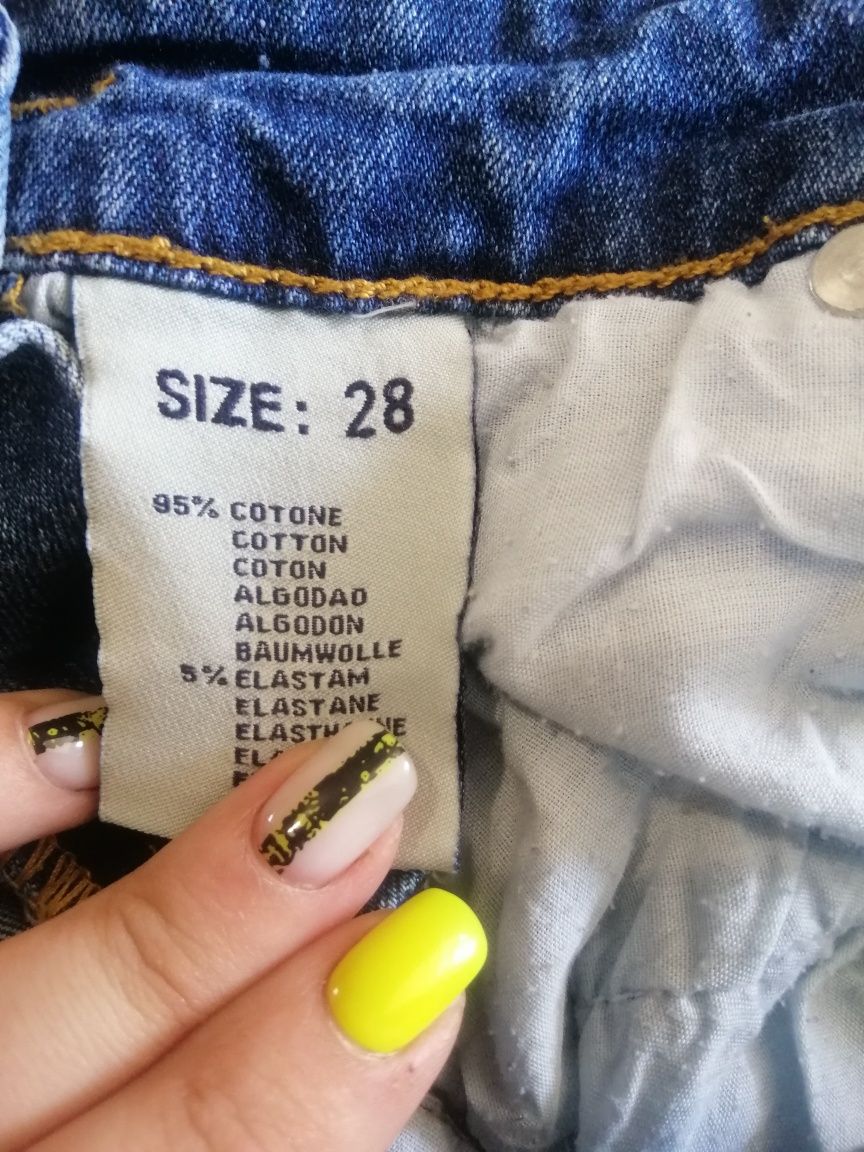 SIZE: 28
95% COTONE
COTTON
COTON
ALGODAO
ALGODON
BAUMWOLLE
5% ELASTAM
ELASTANE